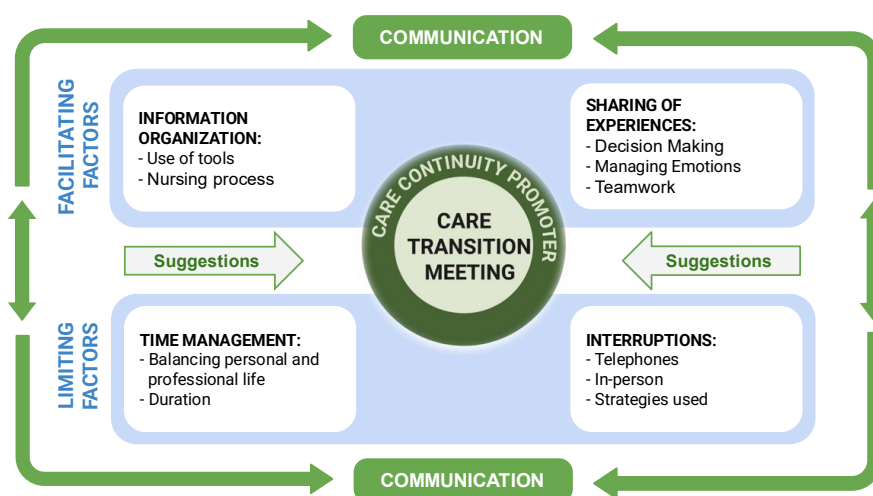 COMMUNICATION
FACILITATING
FACTORS
INFORMATION
ORGANIZATION:
- Use of tools
- Nursing process
SHARING OF
EXPERIENCES:
- Decision Making
- Managing Emotions
- Teamwork
CARE CONTINUITY PROMOTER
CARE
TRANSITION
MEETING
Suggestions
Suggestions
LIMITING
FACTORS
TIME MANAGEMENT:
- Balancing personal and
professional life
- Duration
INTERRUPTIONS:
- Telephones
- In-person
- Strategies used
COMMUNICATION